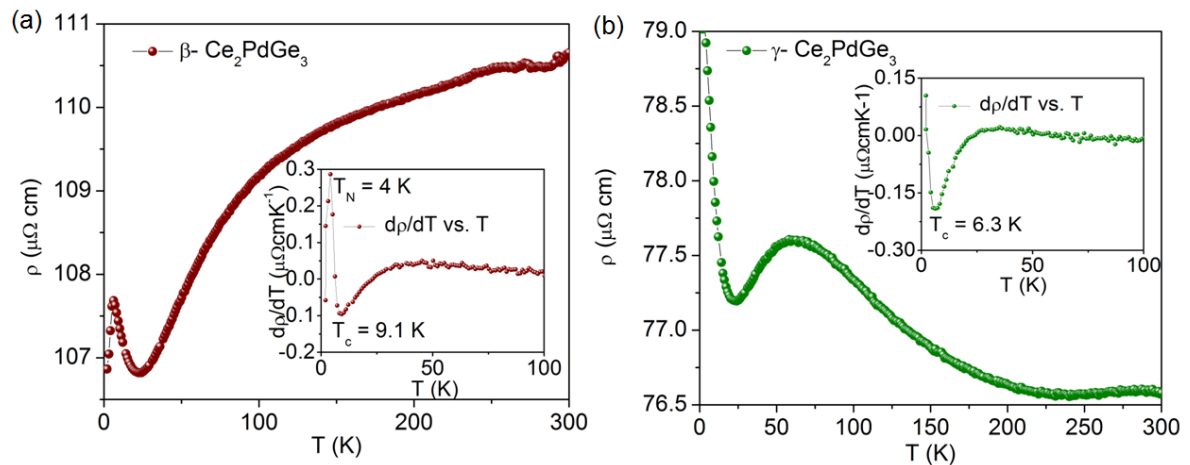 (a)
111
110
109
108
107
ρ (μΩ cm)
β- Ce₂PdGe₃
0.3
0.2
0.1
0.0
-0.1
-0.2
dρ/dT (μΩcmK⁻¹)
T_N = 4 K
dρ/dT vs. T
T_c = 9.1 K
0 50 100
T (K)
0 100 200 300
T (K)
(b)
79.0
78.5
78.0
77.5
77.0
76.5
ρ (μΩ cm)
γ- Ce₂PdGe₃
0.15
0.00
-0.15
-0.30
dρ/dT (μΩcmK-1)
dρ/dT vs. T
T_c = 6.3 K
0 50 100
T (K)
0 50 100 150 200 250 300
T (K)